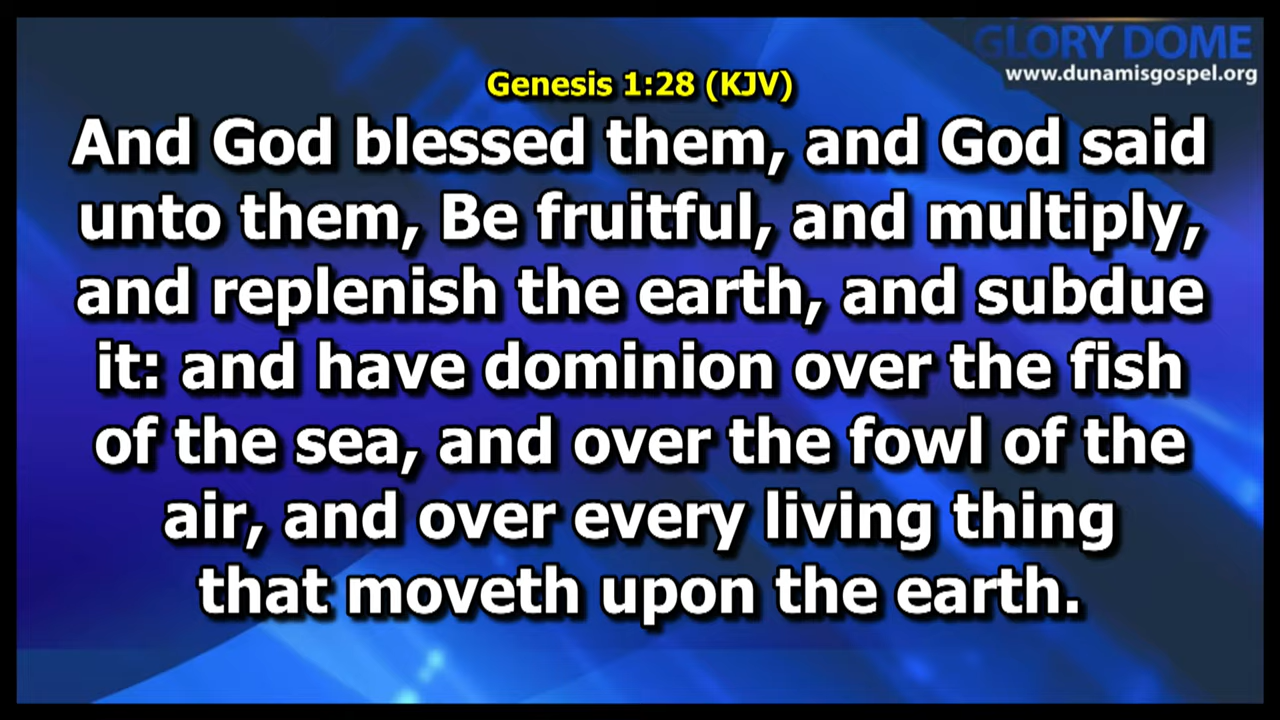 GLORY DOME
www.dunamisgospel.org
Genesis 1:28 (KJV)
And God blessed them, and God said
unto them, Be fruitful, and multiply,
and replenish the earth, and subdue
it: and have dominion over the fish
of the sea, and over the fowl of the
air, and over every living thing
that moveth upon the earth.